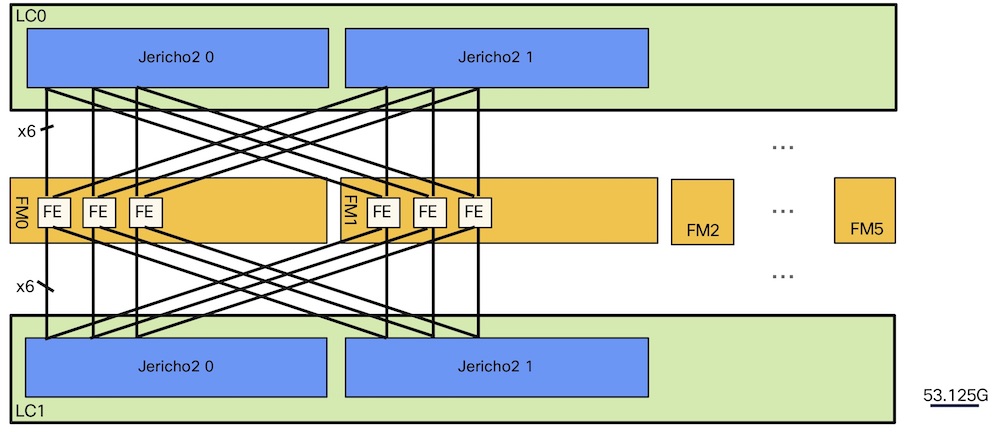 LC0
Jericho2 0
Jericho2 1
x6
...
FM0
FE
FE
FE
FM1
FE
FE
FE
FM2
...
FM5
x6
...
Jericho2 0
Jericho2 1
LC1
53.125G